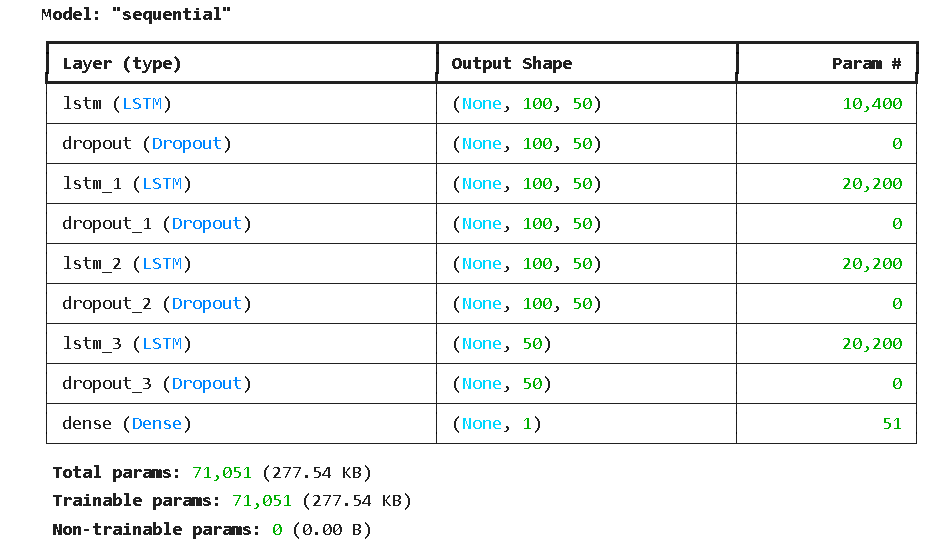 Model: "sequential"
Layer (type) Output Shape Param #
lstm (LSTM) (None, 100, 50) 10,400
dropout (Dropout) (None, 100, 50) 0
lstm_1 (LSTM) (None, 100, 50) 20,200
dropout_1 (Dropout) (None, 100, 50) 0
lstm_2 (LSTM) (None, 100, 50) 20,200
dropout_2 (Dropout) (None, 100, 50) 0
lstm_3 (LSTM) (None, 50) 20,200
dropout_3 (Dropout) (None, 50) 0
dense (Dense) (None, 1) 51
Total params: 71,051 (277.54 KB)
Trainable params: 71,051 (277.54 KB)
Non-trainable params: 0 (0.00 B)